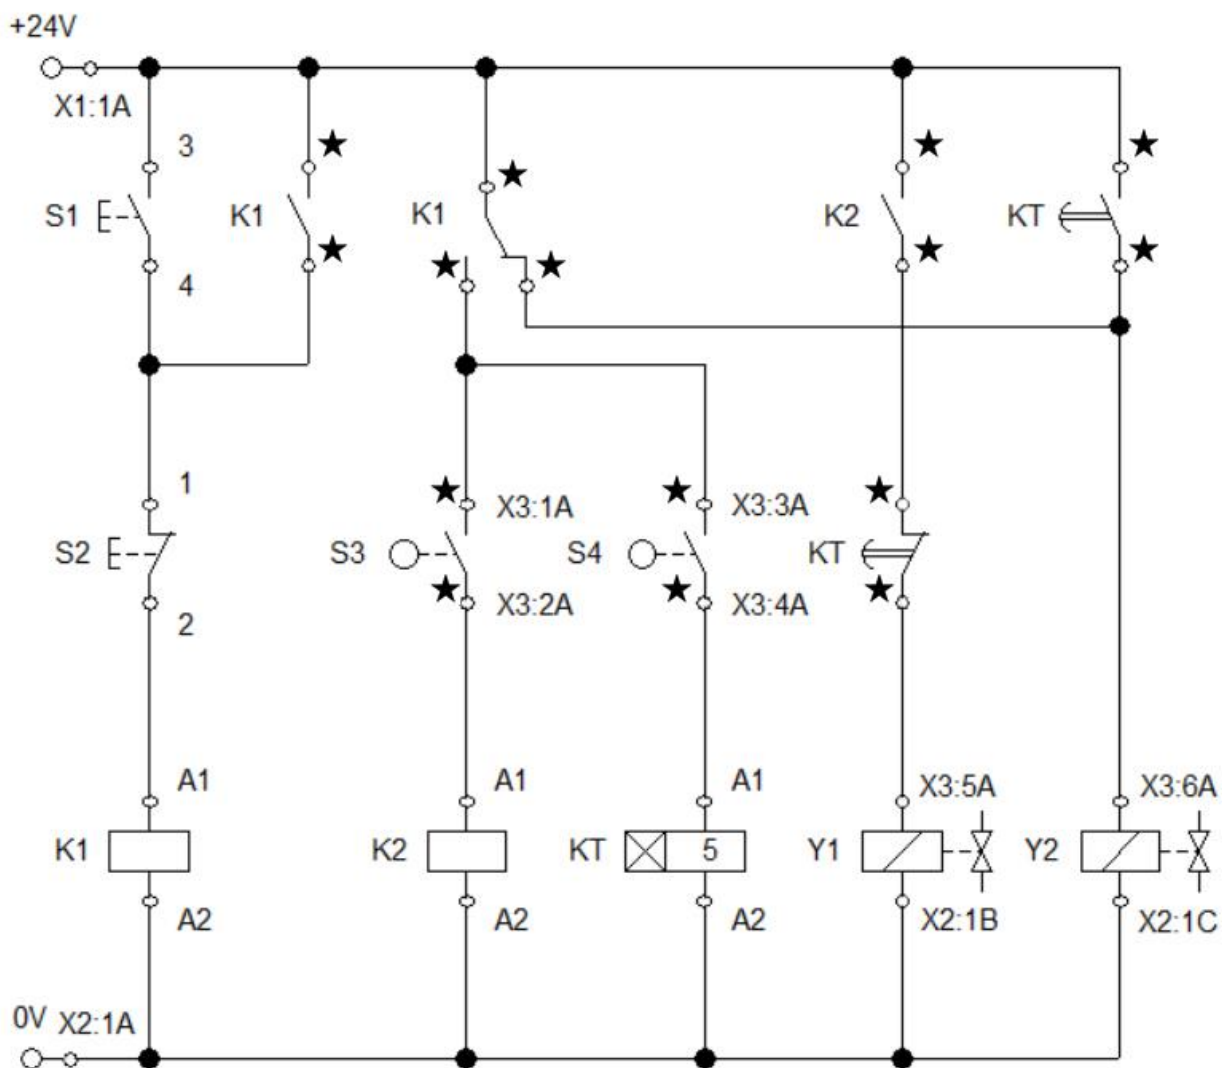 +24V
X1:1A
3
S1
K1
K1
K2
KT
4
1
S2
S3
X3:1A
S4
X3:3A
KT
X3:2A
X3:4A
2
A1
A1
A1
X3:5A
X3:6A
K1
K2
KT
5
Y1
Y2
A2
A2
A2
X2:1B
X2:1C
0V
X2:1A